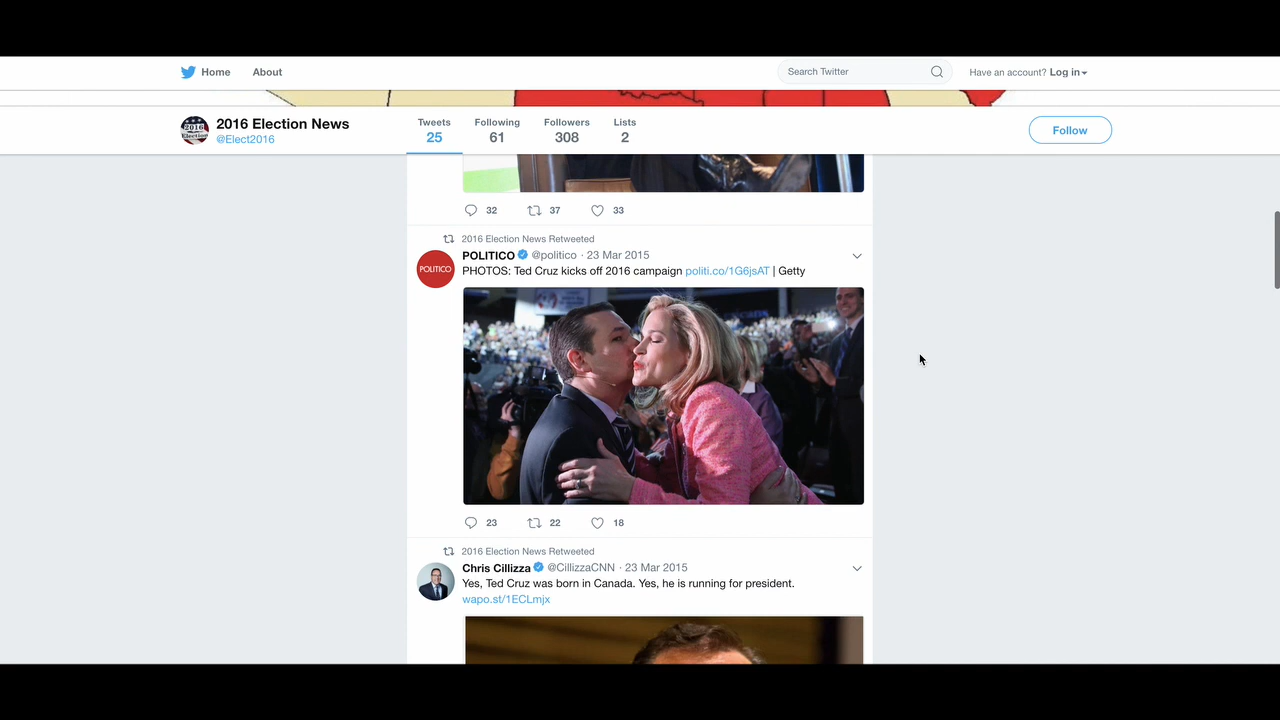 Home About Search Twitter Have an account? Log in
2016 Election News
@Elect2016
Tweets Following Followers Lists
25 61 308 2
Follow
32 37 33
2016 Election News Retweeted
POLITICO @politico · 23 Mar 2015
POLITICO
PHOTOS: Ted Cruz kicks off 2016 campaign politi.co/1G6jsAT | Getty
23 22 18
2016 Election News Retweeted
Chris Cillizza @CillizzaCNN · 23 Mar 2015
Yes, Ted Cruz was born in Canada. Yes, he is running for president.
wapo.st/1ECLmjx